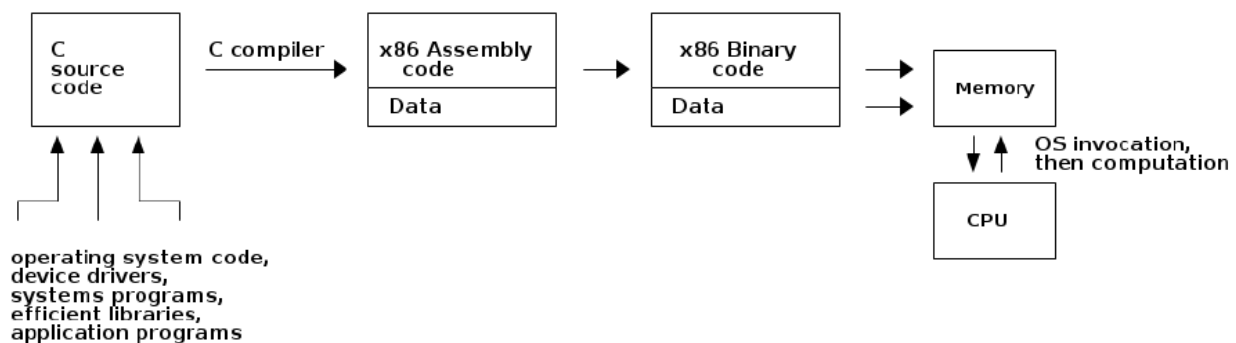 C
source
code
C compiler
x86 Assembly
code
Data
x86 Binary
code
Data
Memory
OS invocation,
then computation
CPU
operating system code,
device drivers,
systems programs,
efficient libraries,
application programs